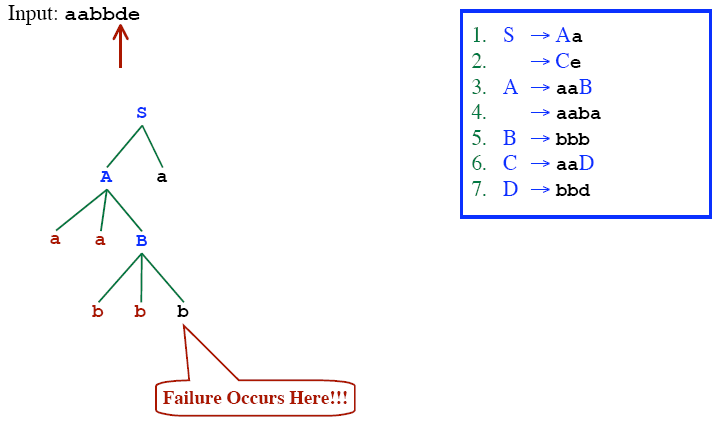 Input: aabbde
S
A a
a a B
b b b
Failure Occurs Here!!!
1. S → Aa
2. → Ce
3. A → aaB
4. → aaba
5. B → bbb
6. C → aaD
7. D → bbd